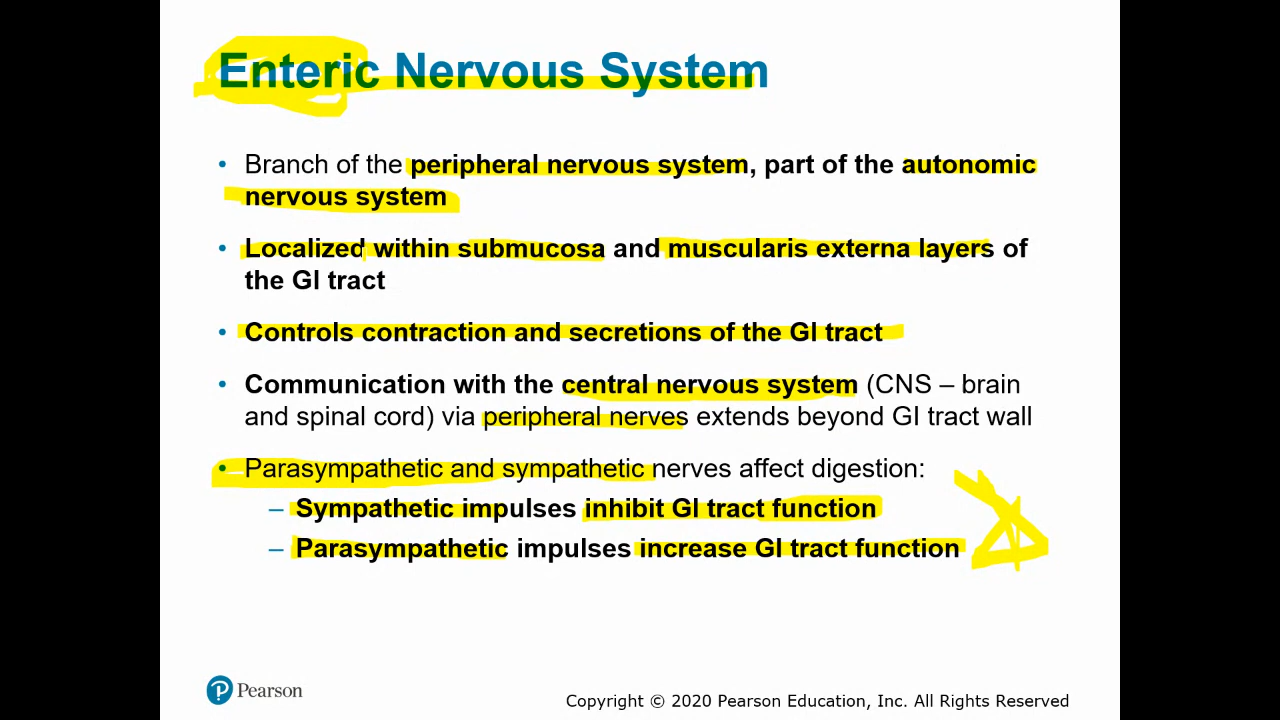 Enteric Nervous System
• Branch of the peripheral nervous system, part of the autonomic
nervous system
• Localized within submucosa and muscularis externa layers of
the GI tract
• Controls contraction and secretions of the GI tract
• Communication with the central nervous system (CNS – brain
and spinal cord) via peripheral nerves extends beyond GI tract wall
• Parasympathetic and sympathetic nerves affect digestion:
– Sympathetic impulses inhibit GI tract function
– Parasympathetic impulses increase GI tract function
Pearson
Copyright © 2020 Pearson Education, Inc. All Rights Reserved